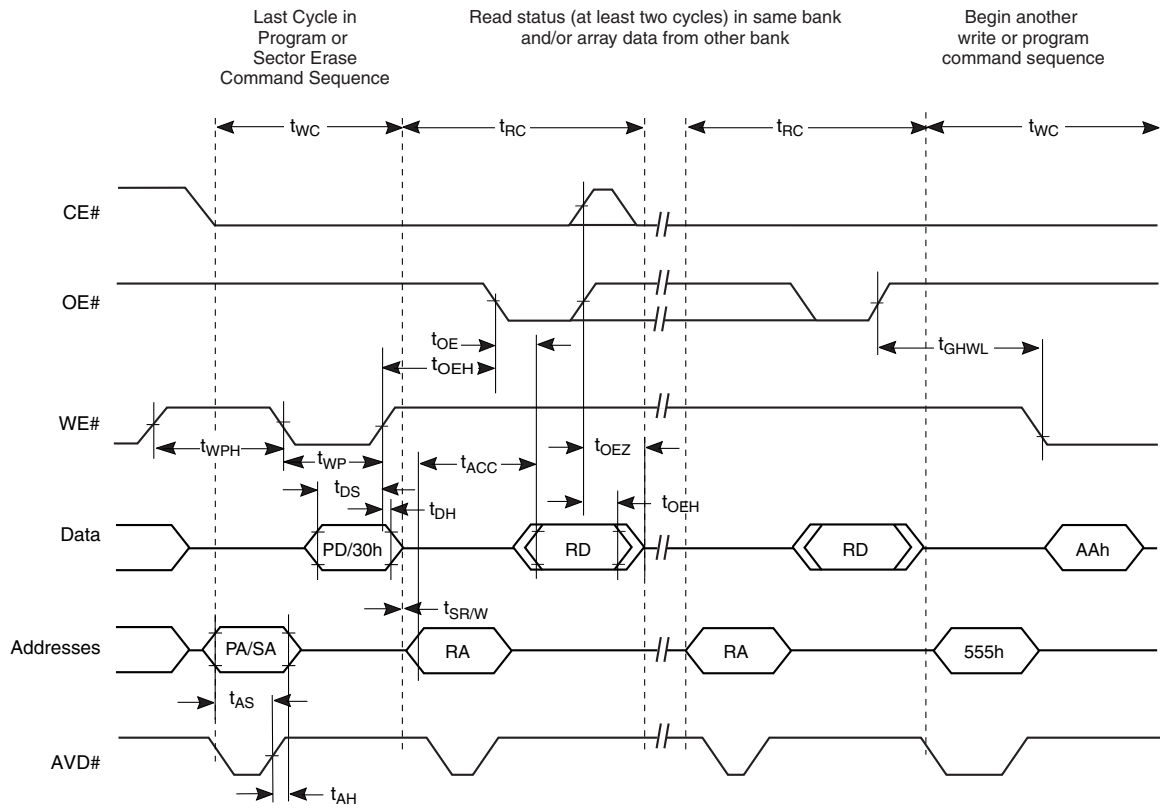 Last Cycle in
Program or
Sector Erase
Command Sequence
Read status (at least two cycles) in same bank
and/or array data from other bank
Begin another
write or program
command sequence
tWC
tRC
tRC
tWC
CE#
OE#
tOE
tOEH
tGHWL
WE#
tWPH
tWP
tACC
tOEZ
tDS
tOEH
tDH
Data
PD/30h
RD
RD
AAh
tSR/W
Addresses
PA/SA
RA
RA
555h
tAS
AVD#
tAH